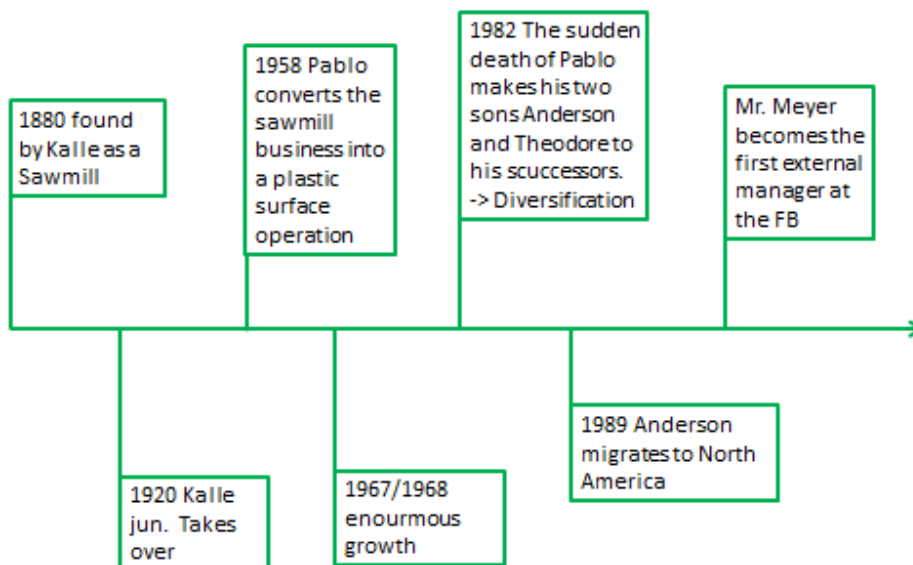 1880 found
by Kalle as a
Sawmill
1920 Kalle
jun. Takes
over
1958 Pablo
converts the
sawmill
business into
a plastic
surface
operation
1967/1968
enourmous
growth
1982 The sudden
death of Pablo
makes his two
sons Anderson
and Theodore to
his scuccessors.
-> Diversification
1989 Anderson
migrates to North
America
Mr. Meyer
becomes the
first external
manager at
the FB